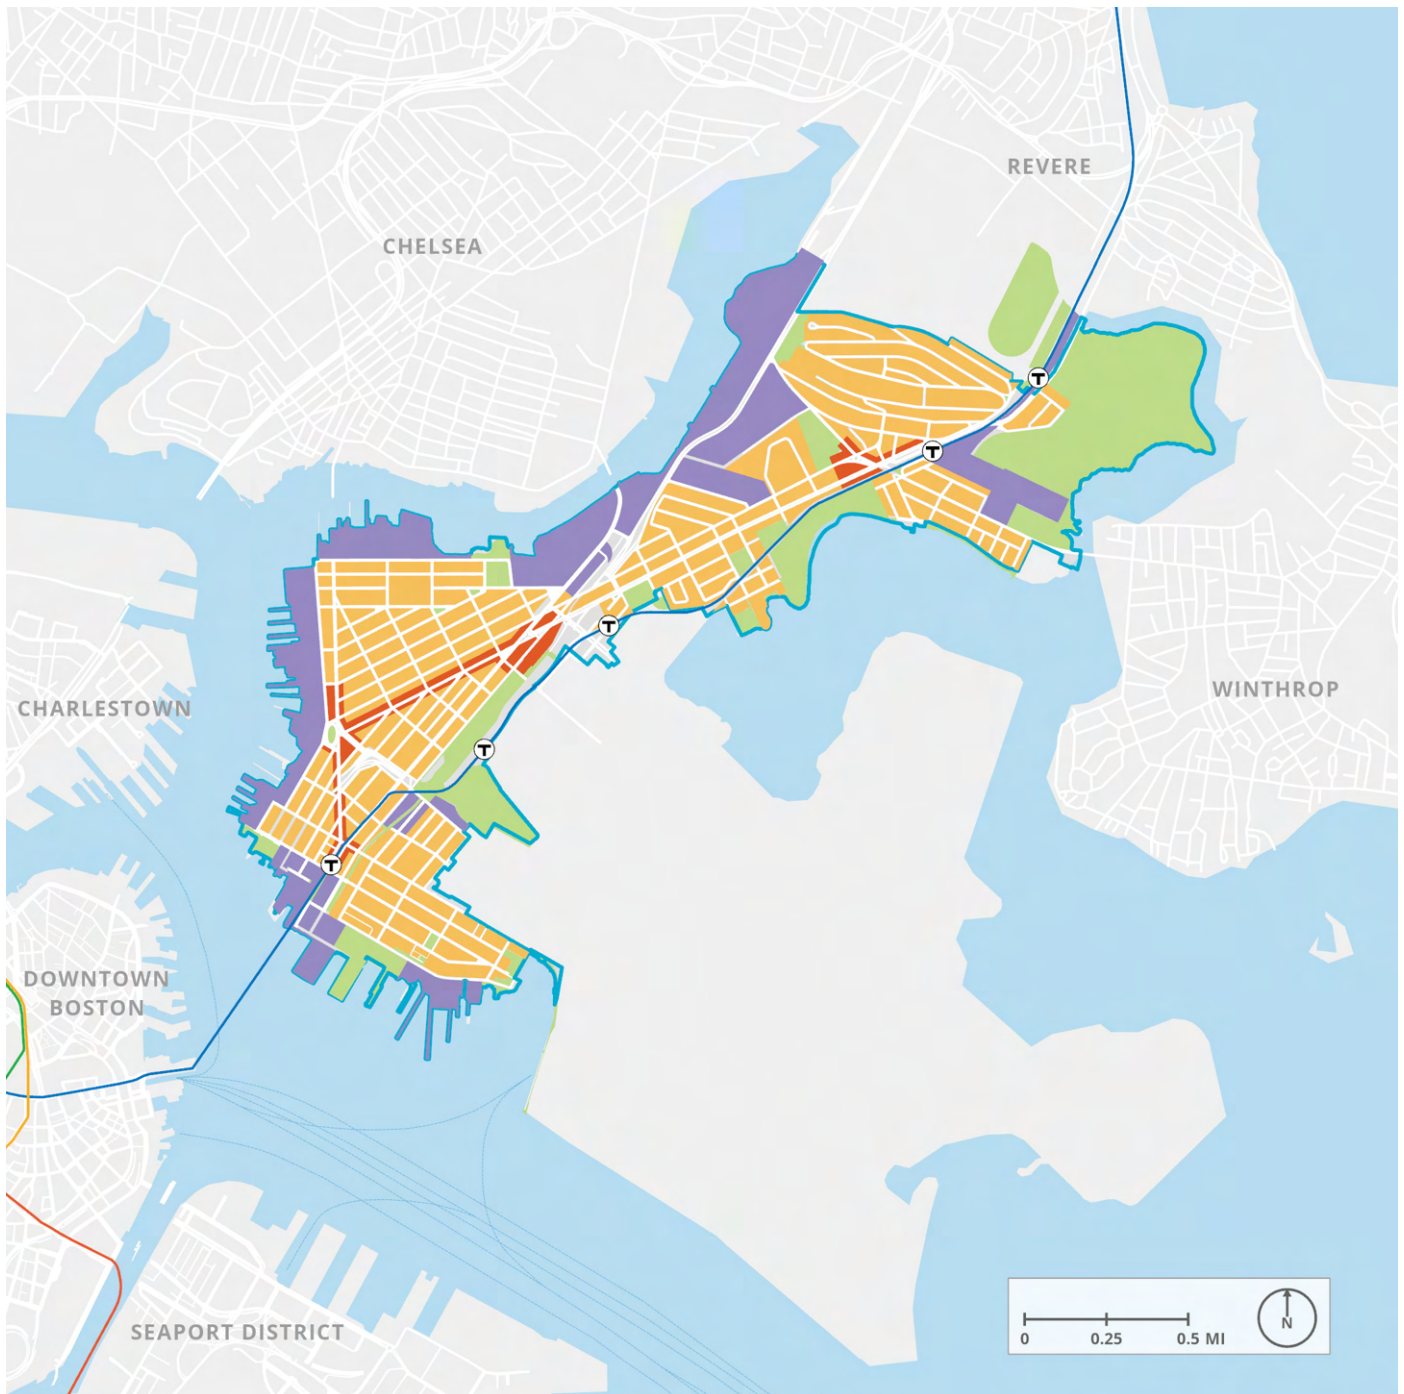 REVERE
CHELSEA
T
T
T
WINTHROP
CHARLESTOWN
T
T
DOWNTOWN
BOSTON
SEAPORT DISTRICT
N
0 0.25 0.5 MI